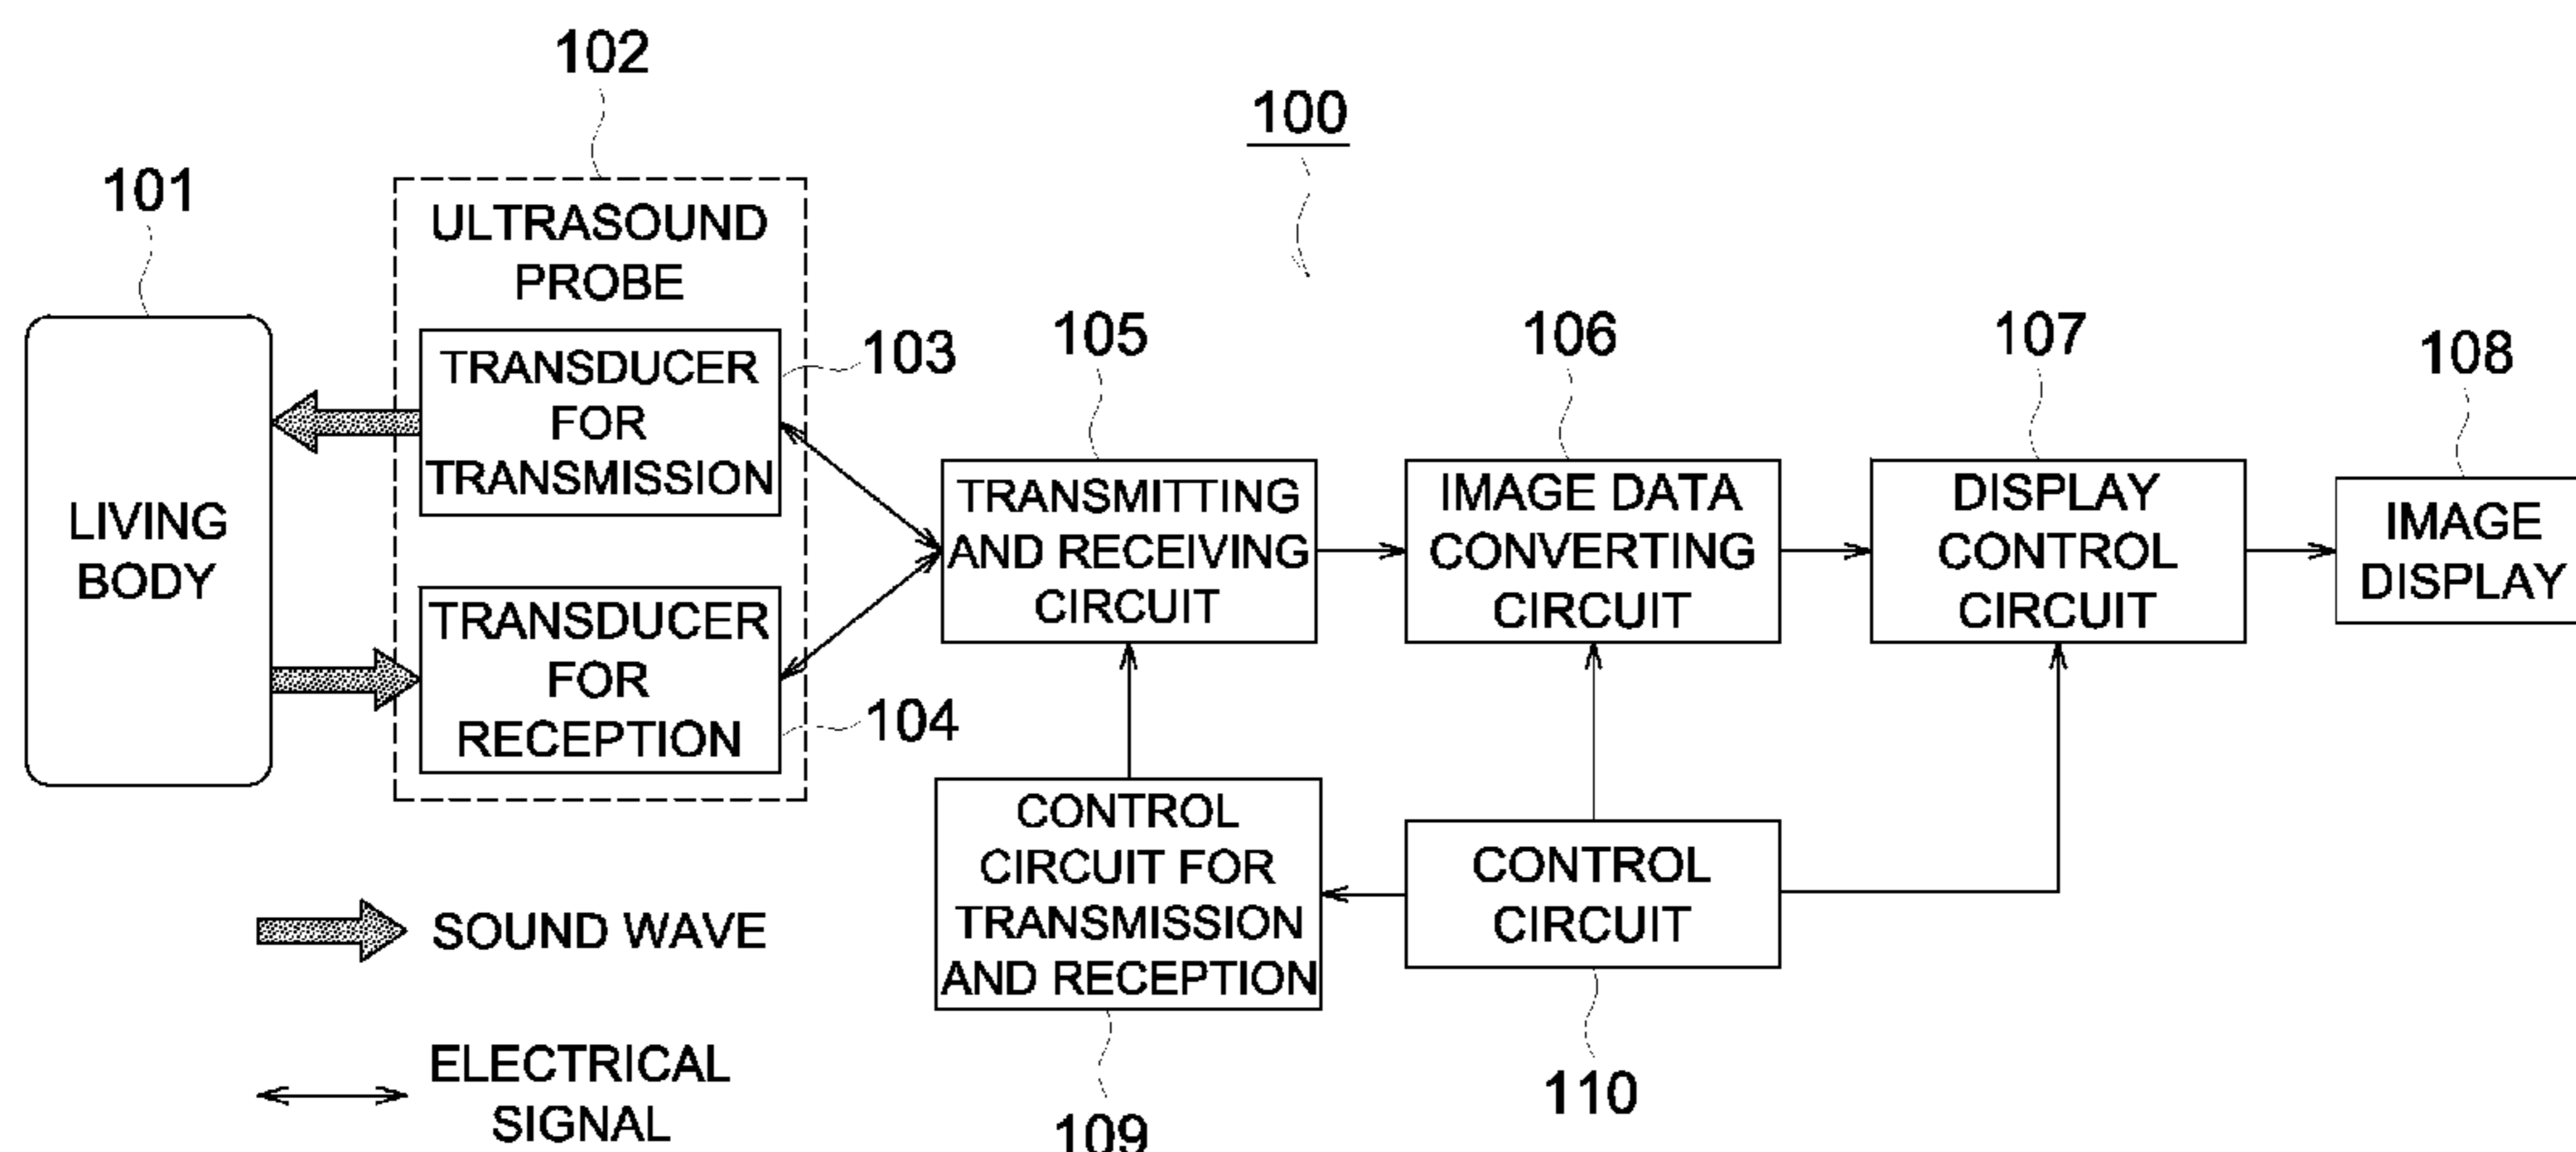 102
100
101
ULTRASOUND
PROBE
103
105
106
107
108
TRANSDUCER
FOR
TRANSMISSION
LIVING
BODY
TRANSMITTING
AND RECEIVING
CIRCUIT
IMAGE DATA
CONVERTING
CIRCUIT
DISPLAY
CONTROL
CIRCUIT
IMAGE
DISPLAY
TRANSDUCER
FOR
RECEPTION
104
CONTROL
CIRCUIT FOR
TRANSMISSION
AND RECEPTION
CONTROL
CIRCUIT
SOUND WAVE
ELECTRICAL
SIGNAL
109
110